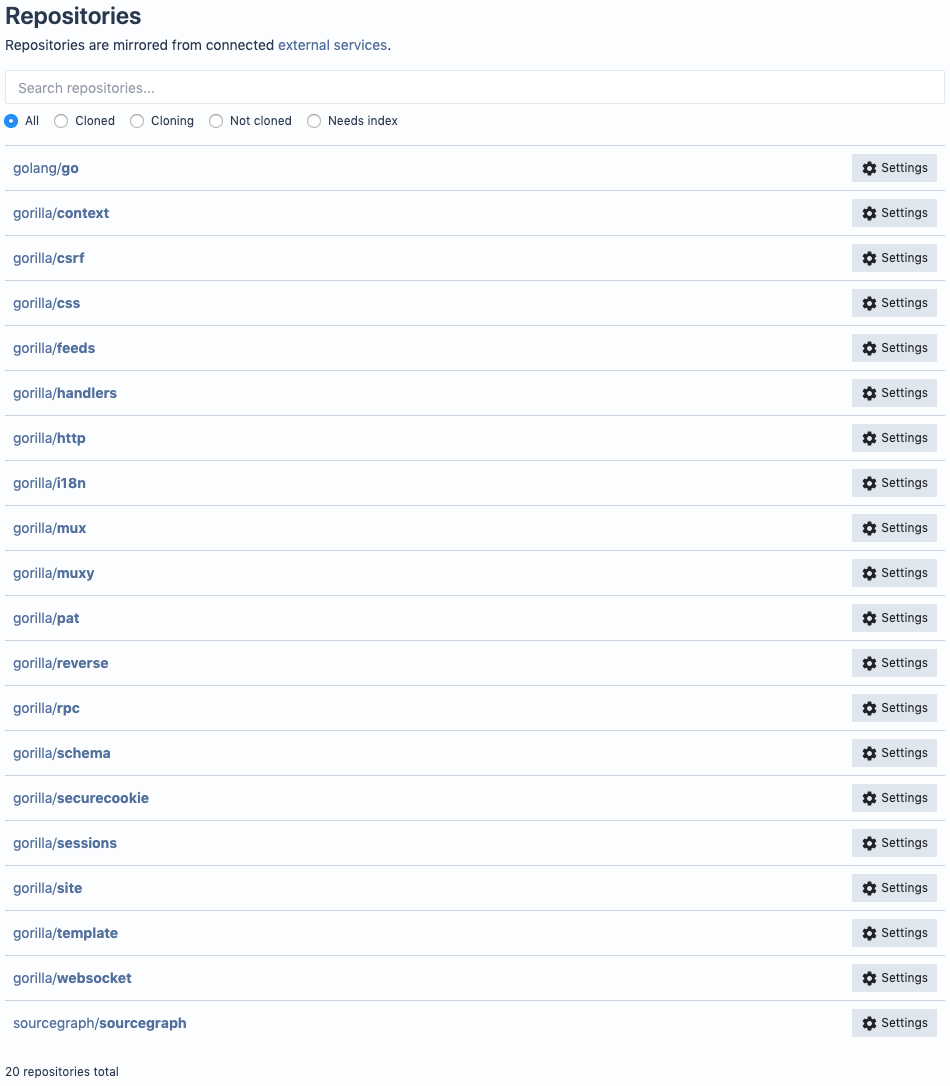 Repositories
Repositories are mirrored from connected external services.
Search repositories...
All Cloned Cloning Not cloned Needs index
golang/go Settings
gorilla/context Settings
gorilla/csrf Settings
gorilla/css Settings
gorilla/feeds Settings
gorilla/handlers Settings
gorilla/http Settings
gorilla/i18n Settings
gorilla/mux Settings
gorilla/muxy Settings
gorilla/pat Settings
gorilla/reverse Settings
gorilla/rpc Settings
gorilla/schema Settings
gorilla/securecookie Settings
gorilla/sessions Settings
gorilla/site Settings
gorilla/template Settings
gorilla/websocket Settings
sourcegraph/sourcegraph Settings
20 repositories total